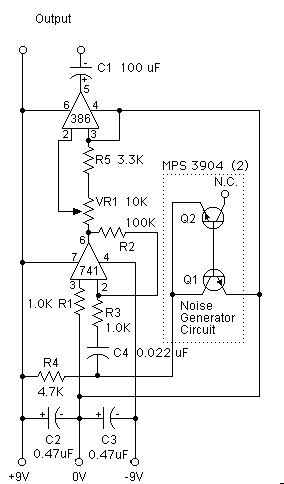 Output
C1 100 uF
-
+
5
6 4
386
2 3
R5 3.3K
MPS 3904 (2)
N.C.
VR1 10K
100K
Q2
6
R2
7 741 4
Q1
3 2
1.0K R1
R3
1.0K
Noise
Generator
Circuit
C4 0.022 uF
R4
4.7K
+ - + -
C2 C3
0.47uF 0.47uF
+9V 0V -9V